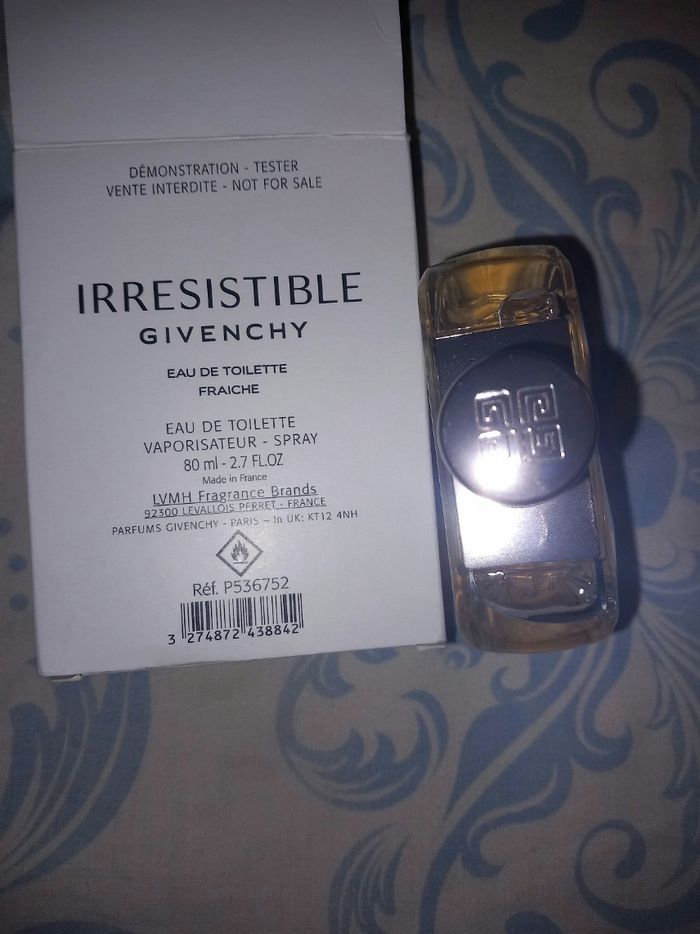 DÉMONSTRATION - TESTER
VENTE INTERDITE - NOT FOR SALE
IRRESISTIBLE
GIVENCHY
EAU DE TOILETTE
FRAICHE
EAU DE TOILETTE
VAPORISATEUR - SPRAY
80 ml - 2.7 FL.OZ
Made in France
LVMH Fragrance Brands
92300 LEVALLOIS PERRET - FRANCE
PARFUMS GIVENCHY - PARIS - In UK: KT12 4NH
Réf. P536752
3 274872 438842